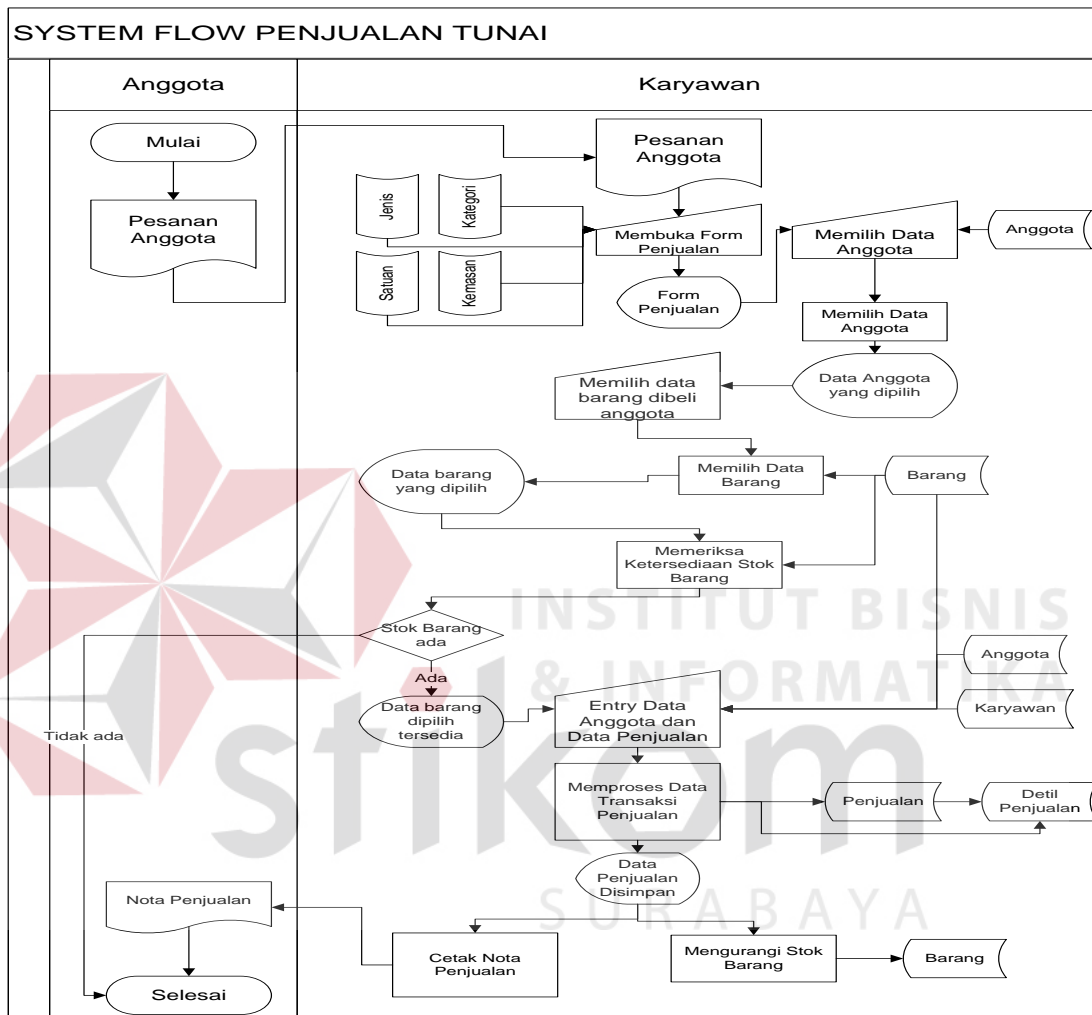 SYSTEM FLOW PENJUALAN TUNAI
Anggota
Karyawan
Mulai
Pesanan
Anggota
Pesanan
Anggota
Jenis
Kategori
Satuan
Kemasan
Membuka Form
Penjualan
Memilih Data
Anggota
Anggota
Form
Penjualan
Memilih Data
Anggota
Data Anggota
yang dipilih
Memilih data
barang dibeli
anggota
Memilih Data
Barang
Barang
Data barang
yang dipilih
Memeriksa
Ketersediaan Stok
Barang
Stok Barang
ada
Ada
Tidak ada
Data barang
dipilih
tersedia
Entry Data
Anggota dan
Data Penjualan
Anggota
Karyawan
Memproses Data
Transaksi
Penjualan
Penjualan
Detil
Penjualan
Data
Penjualan
Disimpan
Nota Penjualan
Cetak Nota
Penjualan
Mengurangi Stok
Barang
Barang
Selesai
INSTITUT BISNIS
& INFORMATIKA
stikom
SURABAYA